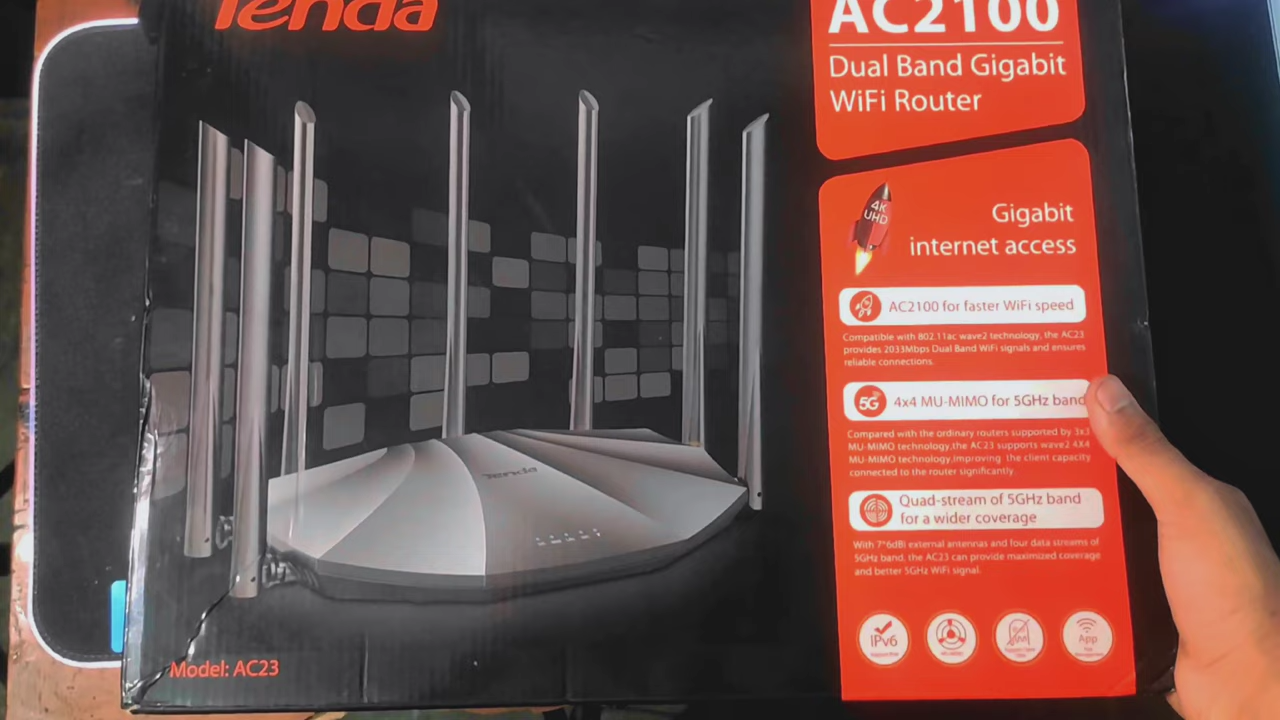 Tenda
AC2100
Dual Band Gigabit
WiFi Router
4K
UHD
Gigabit
internet access
AC2100 for faster WiFi speed
Compatible with 802.11ac wave2 technology, the AC23
provides 2033Mbps Dual Band WiFi signals and ensures
reliable connections.
5G
4x4 MU-MIMO for 5GHz band
Compared with the ordinary routers supported by 3x3
MU-MIMO technology,the AC23 supports wave2 4X4
MU-MIMO technology,improving the client capacity
connected to the router significantly.
Quad-stream of 5GHz band
for a wider coverage
With 7*6dBi external antennas and four data streams of
5GHz band, the AC23 can provide maximized coverage
and better 5GHz WiFi signal.
IPv6
App
Tenda
Model: AC23